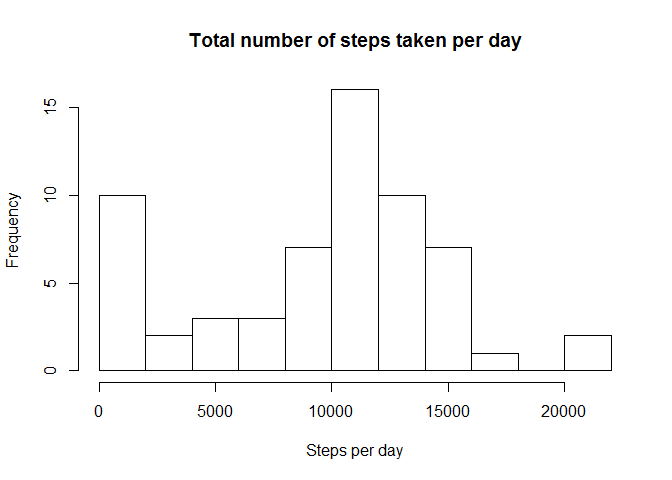 Total number of steps taken per day
Frequency
15
10
5
0
0 5000 10000 15000 20000
Steps per day